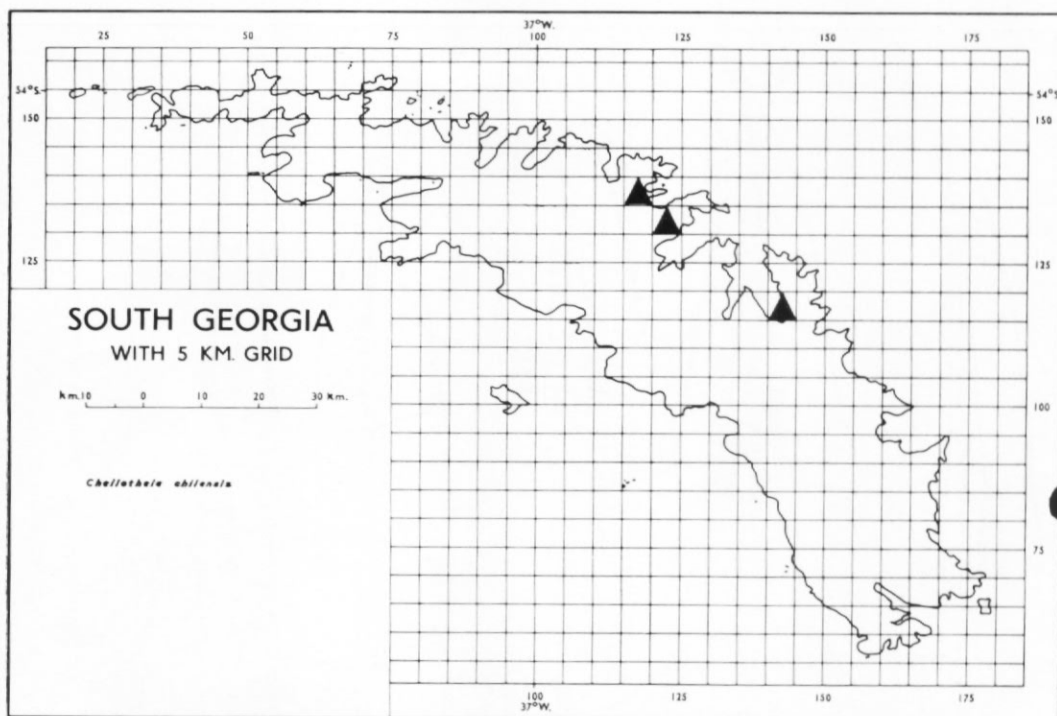 37°W.
25 50 75 100 125 150 175
54°S
54°S
150
150
125
125
SOUTH GEORGIA
WITH 5 KM. GRID
km.10 0 10 20 30 km.
100
Cheilothela chilensis
75
100 125 150 175
37°W.